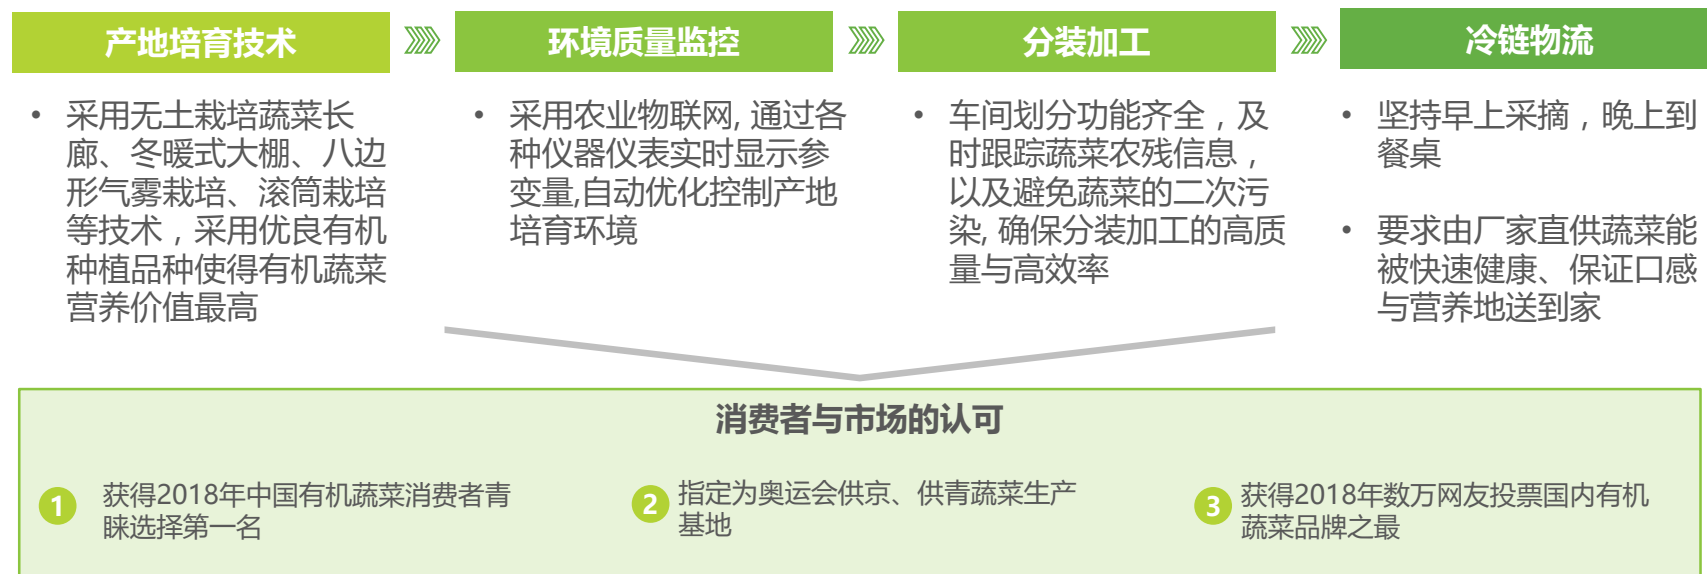 产地培育技术
环境质量监控
分装加工
冷链物流
• 采用无土栽培蔬菜长
廊、冬暖式大棚、八边
形气雾栽培、滚筒栽培
等技术，采用优良有机
种植品种使得有机蔬菜
营养价值最高
• 采用农业物联网, 通过各
种仪器仪表实时显示参
变量,自动优化控制产地
培育环境
• 车间划分功能齐全，及
时跟踪蔬菜农残信息，
以及避免蔬菜的二次污
染, 确保分装加工的高质
量与高效率
• 坚持早上采摘，晚上到
餐桌
• 要求由厂家直供蔬菜能
被快速健康、保证口感
与营养地送到家
消费者与市场的认可
1 获得2018年中国有机蔬菜消费者青
睐选择第一名
2 指定为奥运会供京、供青蔬菜生产
基地
3 获得2018年数万网友投票国内有机
蔬菜品牌之最